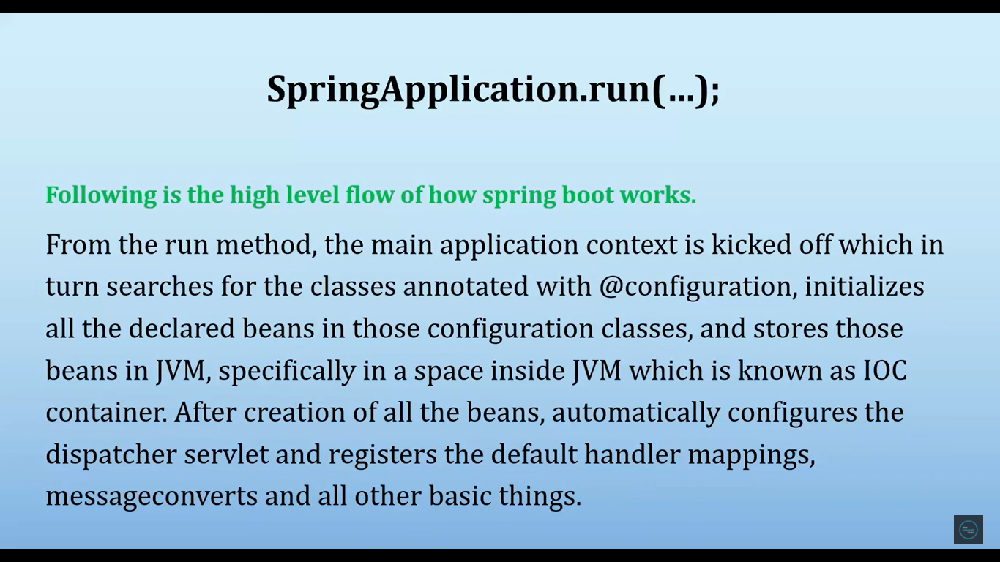 SpringApplication.run(…);
Following is the high level flow of how spring boot works.
From the run method, the main application context is kicked off which in
turn searches for the classes annotated with @configuration, initializes
all the declared beans in those configuration classes, and stores those
beans in JVM, specifically in a space inside JVM which is known as IOC
container. After creation of all the beans, automatically configures the
dispatcher servlet and registers the default handler mappings,
messageconverts and all other basic things.